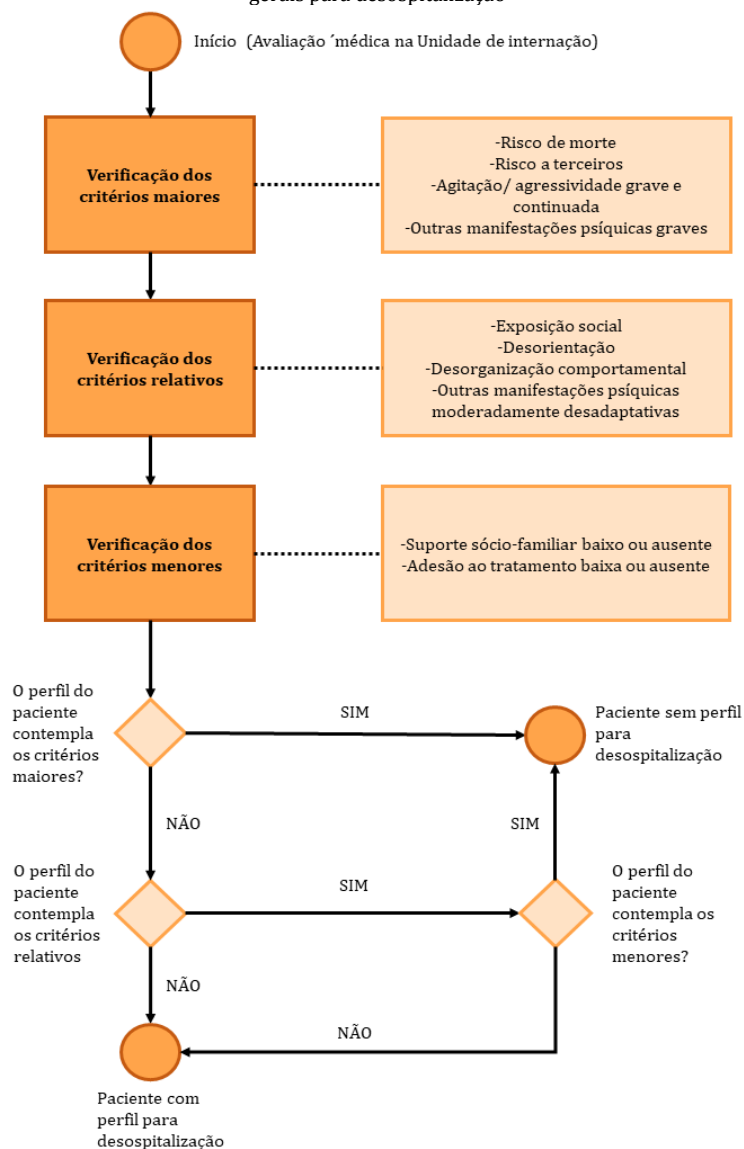 gerais para desospitalização
Início (Avaliação ´médica na Unidade de internação)
Verificação dos
critérios maiores
-Risco de morte
-Risco a terceiros
-Agitação/ agressividade grave e
continuada
-Outras manifestações psíquicas graves
Verificação dos
critérios relativos
-Exposição social
-Desorientação
-Desorganização comportamental
-Outras manifestações psíquicas
moderadamente desadaptativas
Verificação dos
critérios menores
-Suporte sócio-familiar baixo ou ausente
-Adesão ao tratamento baixa ou ausente
O perfil do
paciente
contempla
os critérios
maiores?
SIM
Paciente sem perfil
para
desospitalização
NÃO
SIM
O perfil do
paciente
contempla
os critérios
relativos
SIM
O perfil do
paciente
contempla os
critérios
menores?
NÃO
NÃO
Paciente com
perfil para
desospitalização